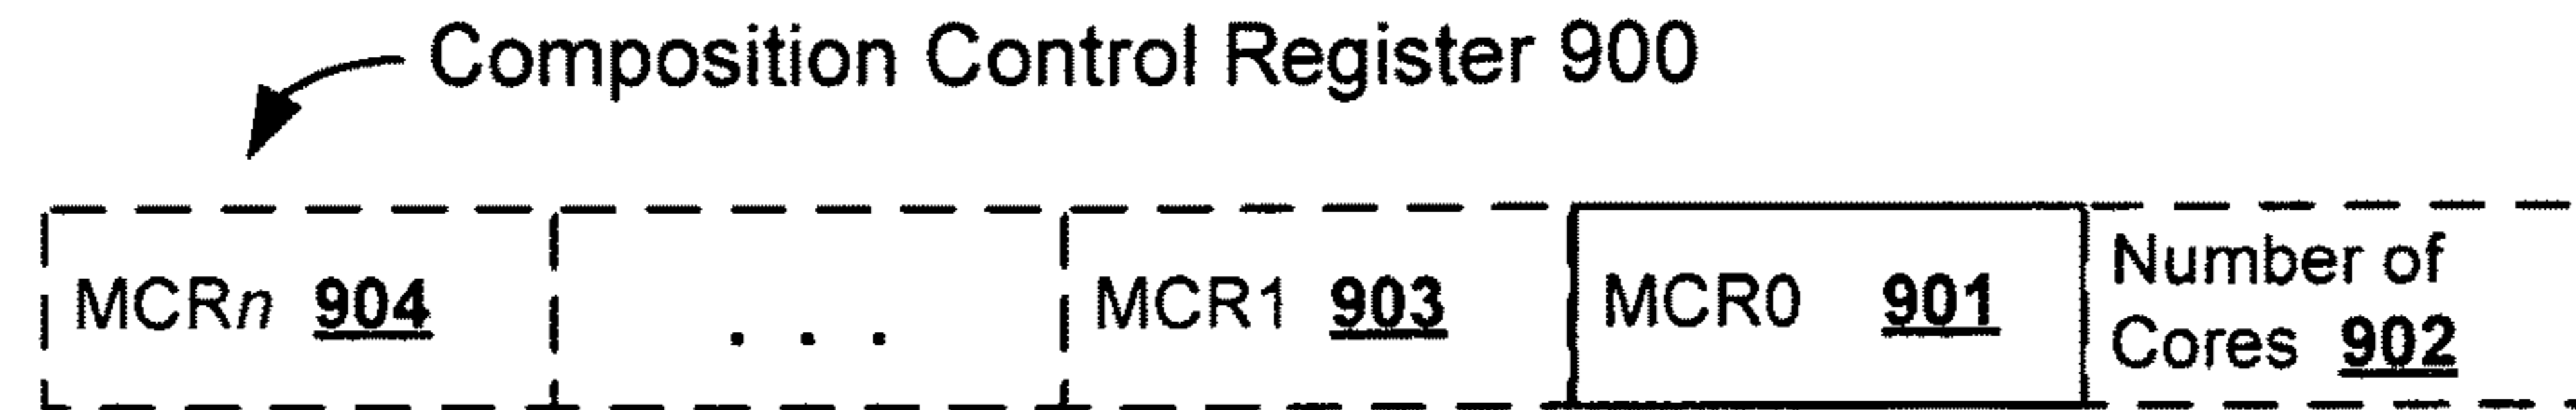 Composition Control Register 900
MCRn 904
. . .
MCR1 903
MCR0 901
Number of
Cores 902